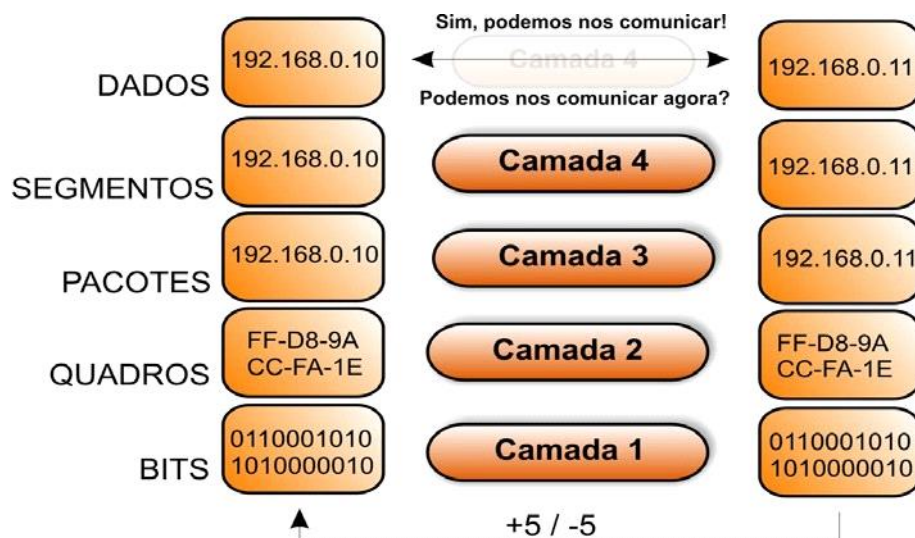 Sim, podemos nos comunicar!
DADOS
192.168.0.10
Camada 4
192.168.0.11
Podemos nos comunicar agora?
SEGMENTOS
192.168.0.10
Camada 4
192.168.0.11
PACOTES
192.168.0.10
Camada 3
192.168.0.11
QUADROS
FF-D8-9A
CC-FA-1E
Camada 2
FF-D8-9A
CC-FA-1E
BITS
0110001010
1010000010
Camada 1
0110001010
1010000010
+5 / -5